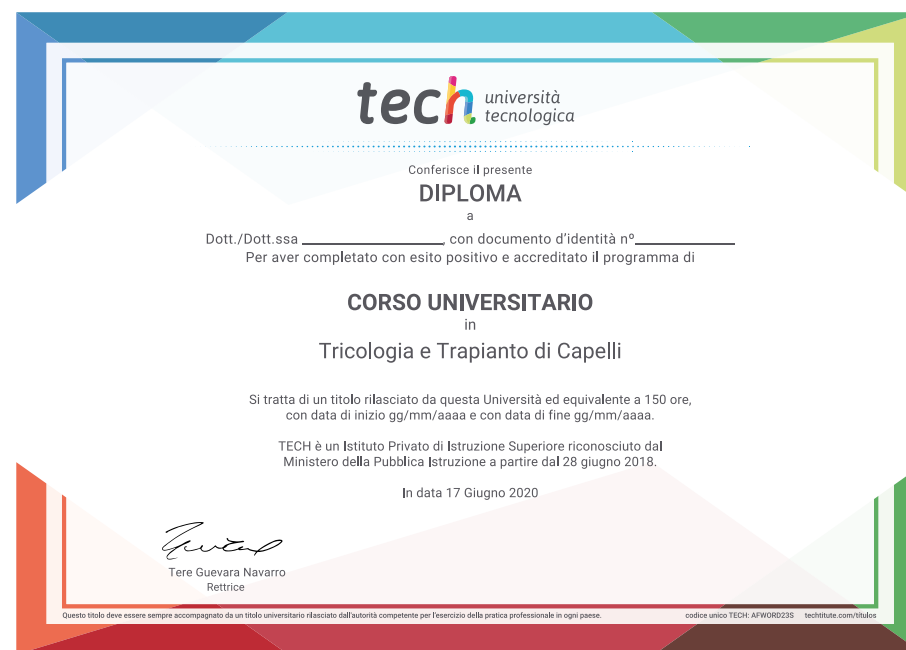 tech università
tecnologica
Conferisce il presente
DIPLOMA
a
Dott./Dott.ssa ____________________, con documento d'identità nº______________
Per aver completato con esito positivo e accreditato il programma di
CORSO UNIVERSITARIO
in
Tricologia e Trapianto di Capelli
Si tratta di un titolo rilasciato da questa Università ed equivalente a 150 ore,
con data di inizio gg/mm/aaaa e con data di fine gg/mm/aaaa.
TECH è un Istituto Privato di Istruzione Superiore riconosciuto dal
Ministero della Pubblica Istruzione a partire dal 28 giugno 2018.
In data 17 Giugno 2020
Tere Guevara Navarro
Rettrice
Questo titolo deve essere sempre accompagnato da un titolo universitario rilasciato dall'autorità competente per l'esercizio della pratica professionale in ogni paese. codice unico TECH: AFWORD23S techtitute.com/titulos